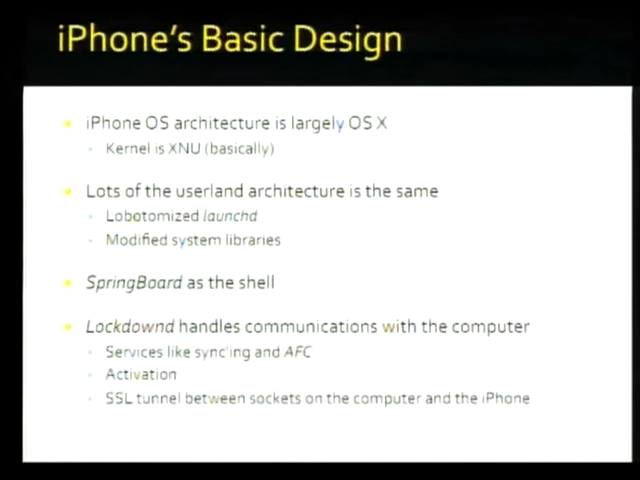 iPhone's Basic Design
iPhone OS architecture is largely OS X
Kernel is XNU (basically)
Lots of the userland architecture is the same
Lobotomized launchd
Modified system libraries
SpringBoard as the shell
Lockdownd handles communications with the computer
Services like sync'ing and AFC
Activation
SSL tunnel between sockets on the computer and the iPhone